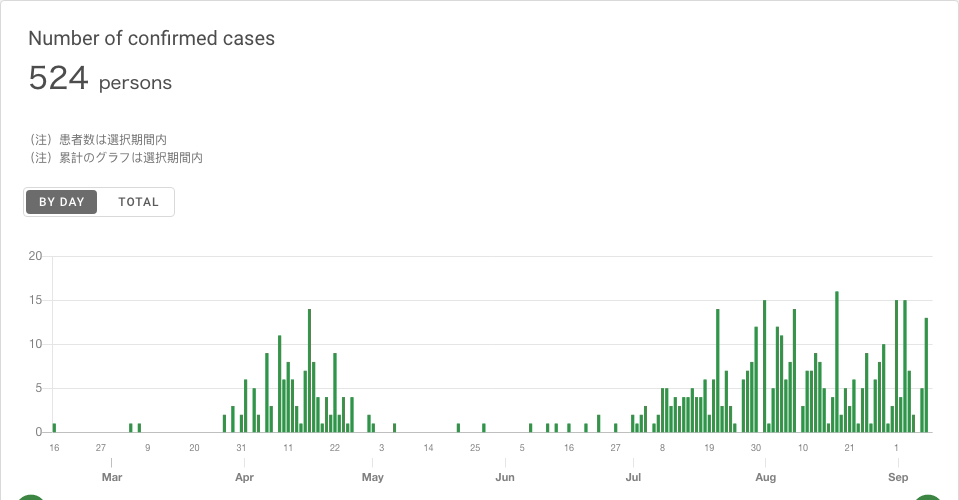 Number of confirmed cases
524 persons
（注）患者数は選択期間内
（注）累計のグラフは選択期間内
BY DAY TOTAL
20
15
10
5
0
16 27 9 20 31 11 22 3 14 25 5 16 27 8 19 30 10 21 1
Mar Apr May Jun Jul Aug Sep